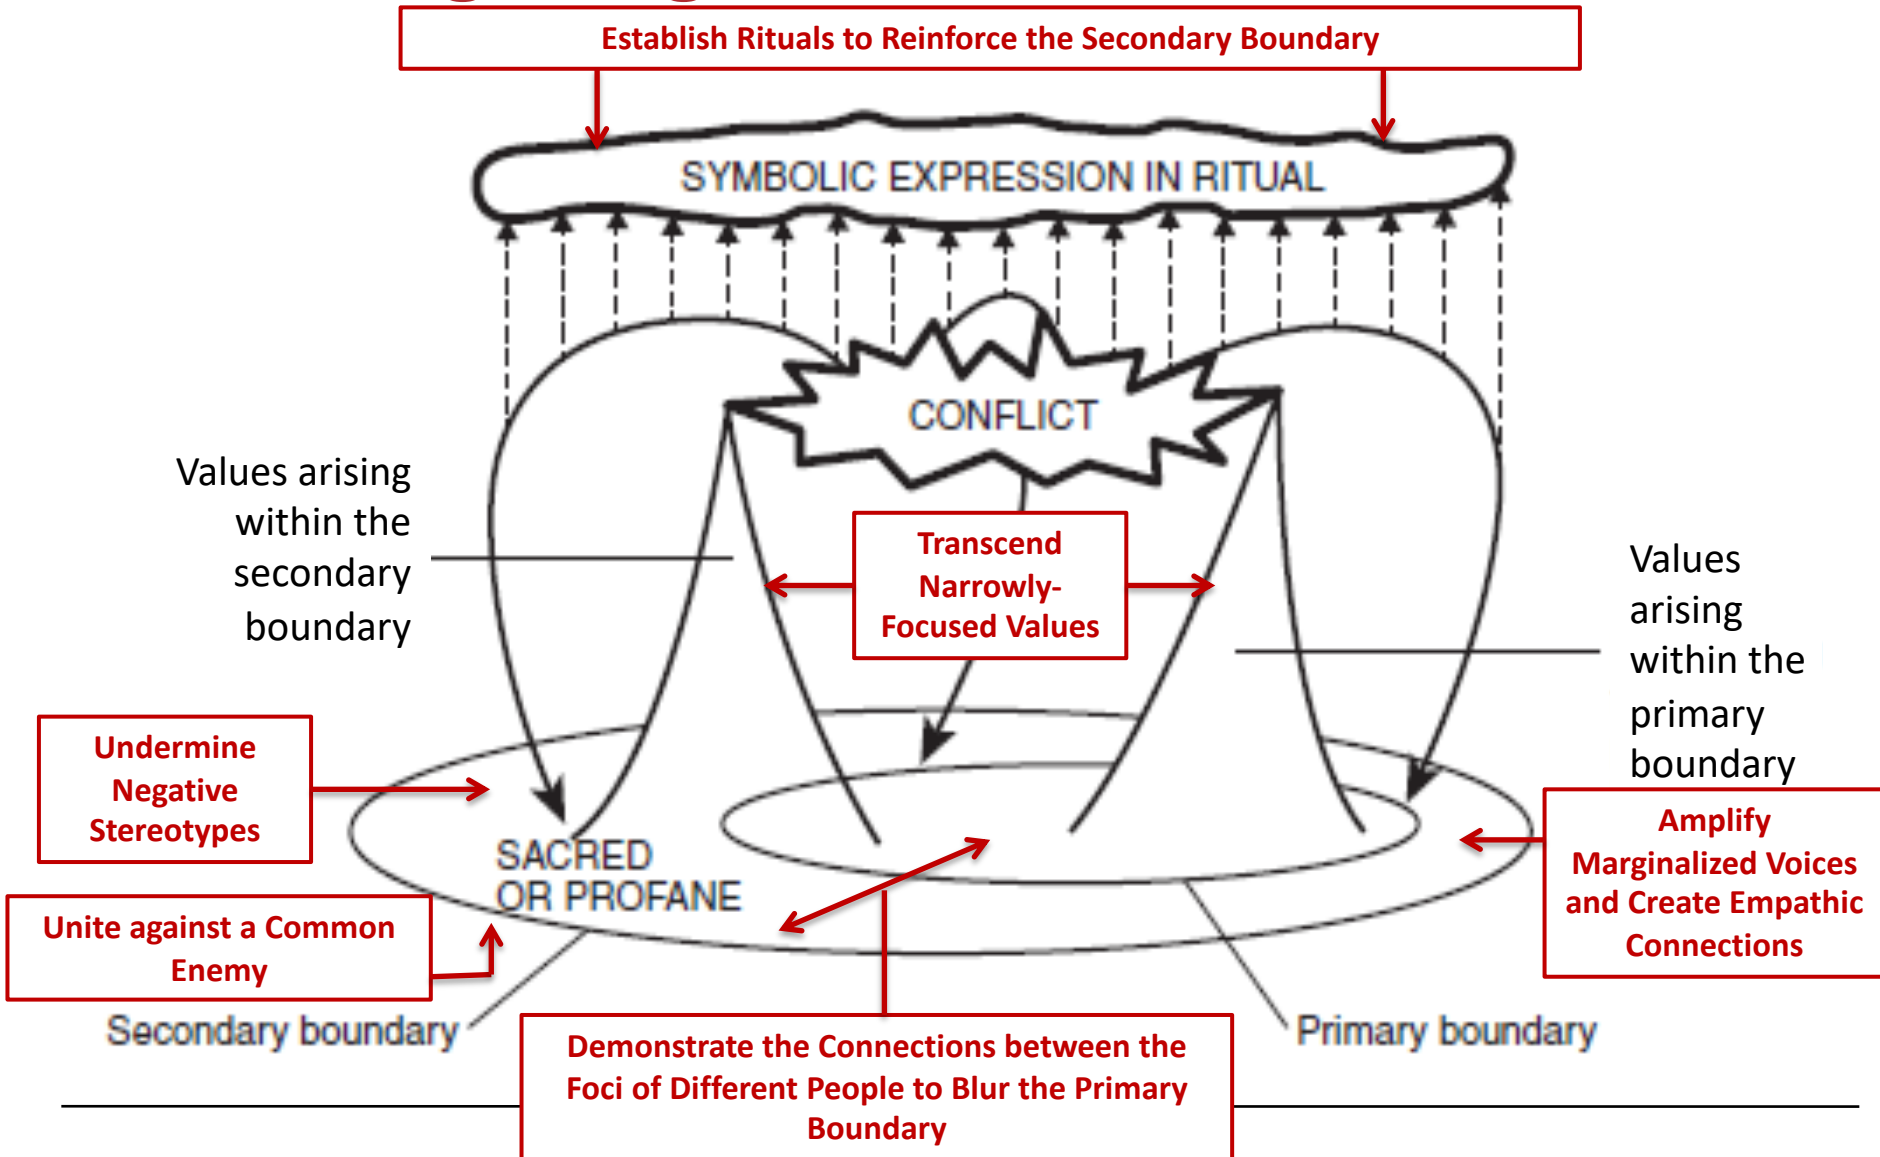 Establish Rituals to Reinforce the Secondary Boundary
SYMBOLIC EXPRESSION IN RITUAL
CONFLICT
Values arising
within the
secondary
boundary
Transcend
Narrowly-
Focused Values
Values
arising
within the
primary
boundary
Undermine
Negative
Stereotypes
SACRED
OR PROFANE
Amplify
Marginalized Voices
and Create Empathic
Connections
Unite against a Common
Enemy
Secondary boundary
Primary boundary
Demonstrate the Connections between the
Foci of Different People to Blur the Primary
Boundary